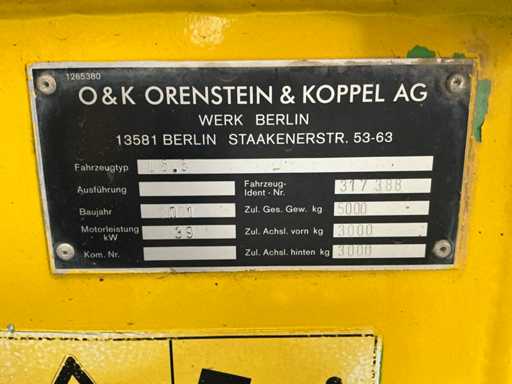 1265380
O&K ORENSTEIN & KOPPEL AG
WERK BERLIN
13581 BERLIN STAAKENERSTR. 53-63
Fahrzeugtyp
Ausführung
Fahrzeug-Ident-Nr. 317 388
Baujahr
Zul. Ges. Gew. kg 5000
Motorleistung kW 39
Zul. Achsl. vorn kg 3000
Kom. Nr.
Zul. Achsl. hinten kg 3000